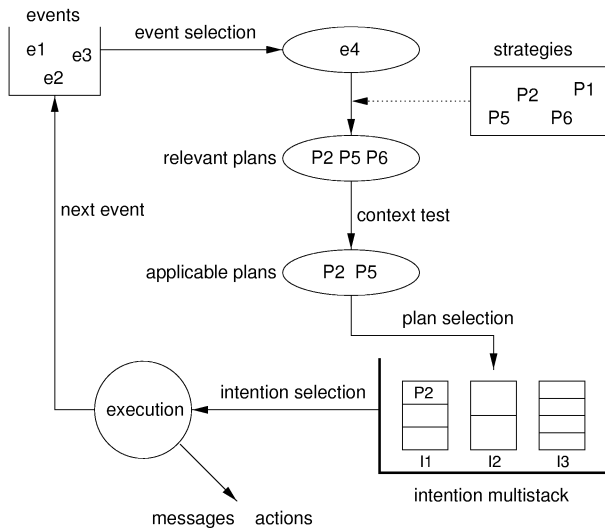 events
e1
e3
e2
event selection
e4
strategies
P1
P2
P5
P6
relevant plans
P2 P5 P6
context test
next event
applicable plans
P2 P5
plan selection
execution
intention selection
P2
I1
I2
I3
intention multistack
messages actions